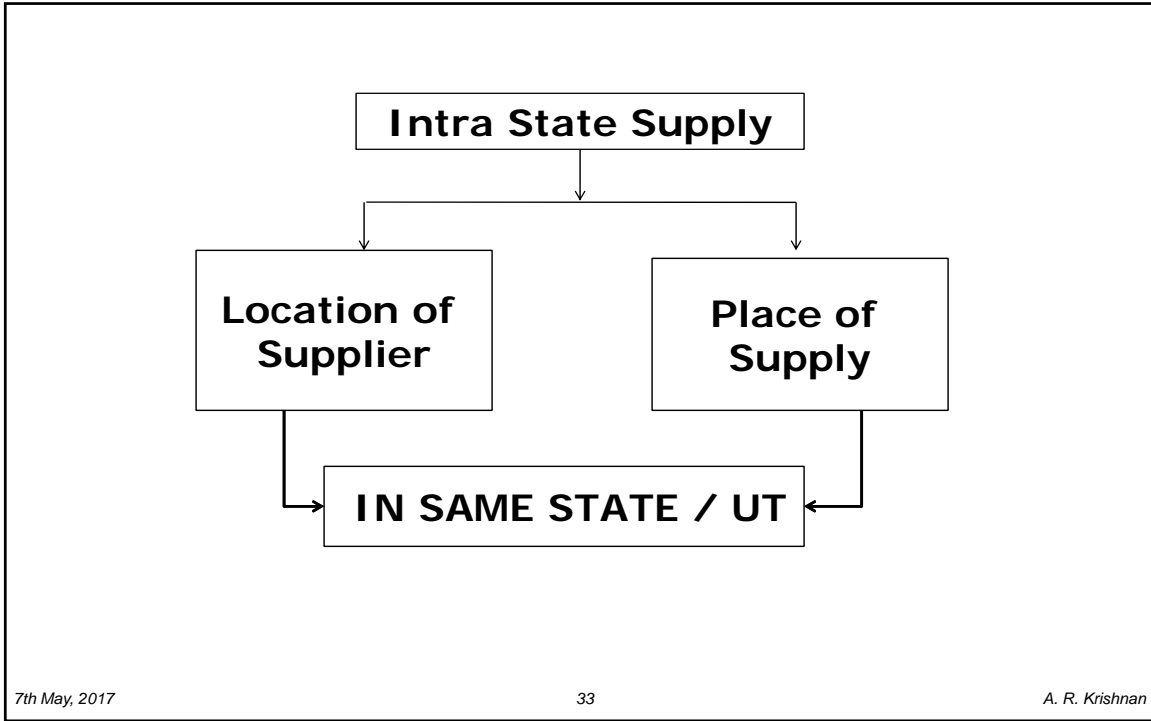 Intra State Supply
Location of
Supplier
Place of
Supply
IN SAME STATE / UT
7th May, 2017
33
A. R. Krishnan